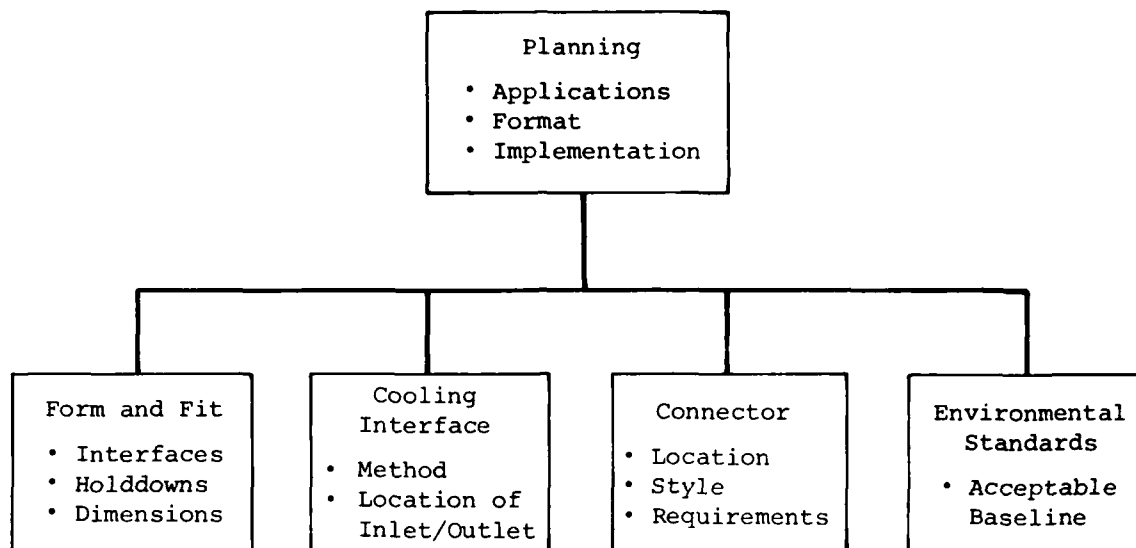 Planning
• Applications
• Format
• Implementation
Form and Fit
• Interfaces
• Holddowns
• Dimensions
Cooling
Interface
• Method
• Location of
Inlet/Outlet
Connector
• Location
• Style
• Requirements
Environmental
Standards
• Acceptable
Baseline